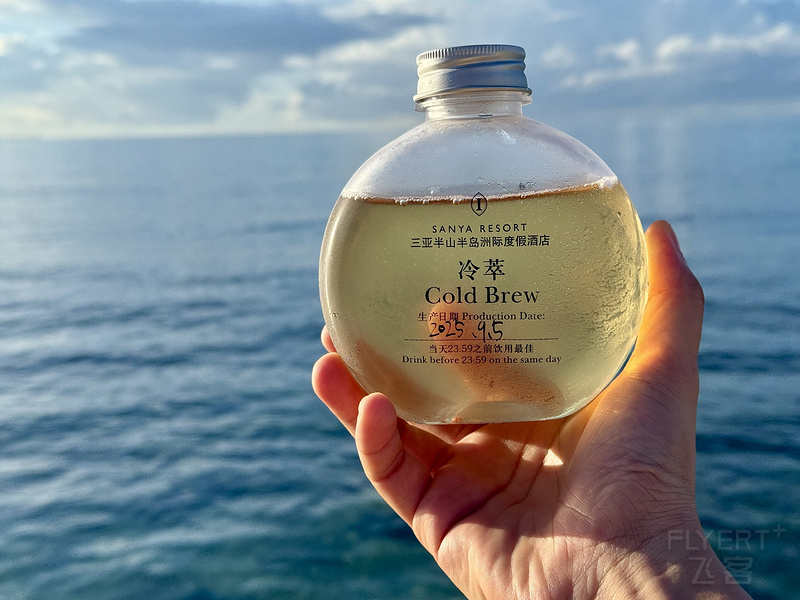 I
SANYA RESORT
三亚半山半岛洲际度假酒店
冷萃
Cold Brew
生产日期 Production Date:
2025.9.5
当天23:59之前饮用最佳
Drink before 23:59 on the same day
FLYERT+
飞客